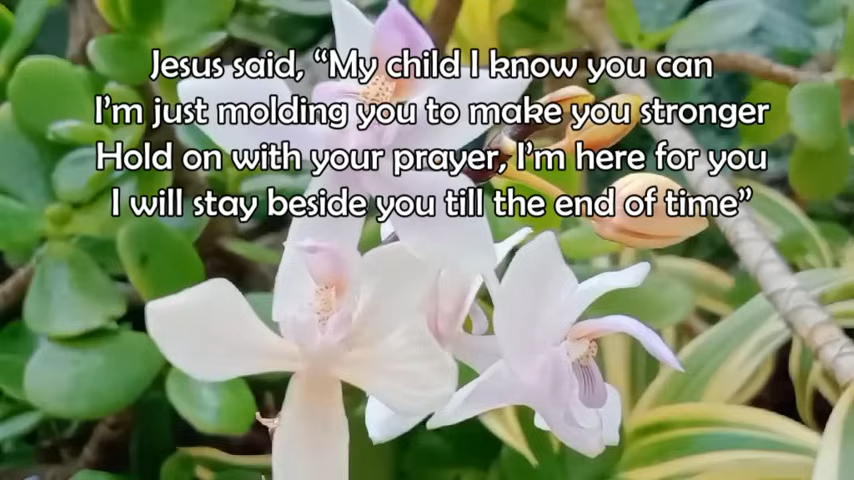 Jesus said, “My child I know you can
I’m just molding you to make you stronger
Hold on with your prayer, I’m here for you
I will stay beside you till the end of time”